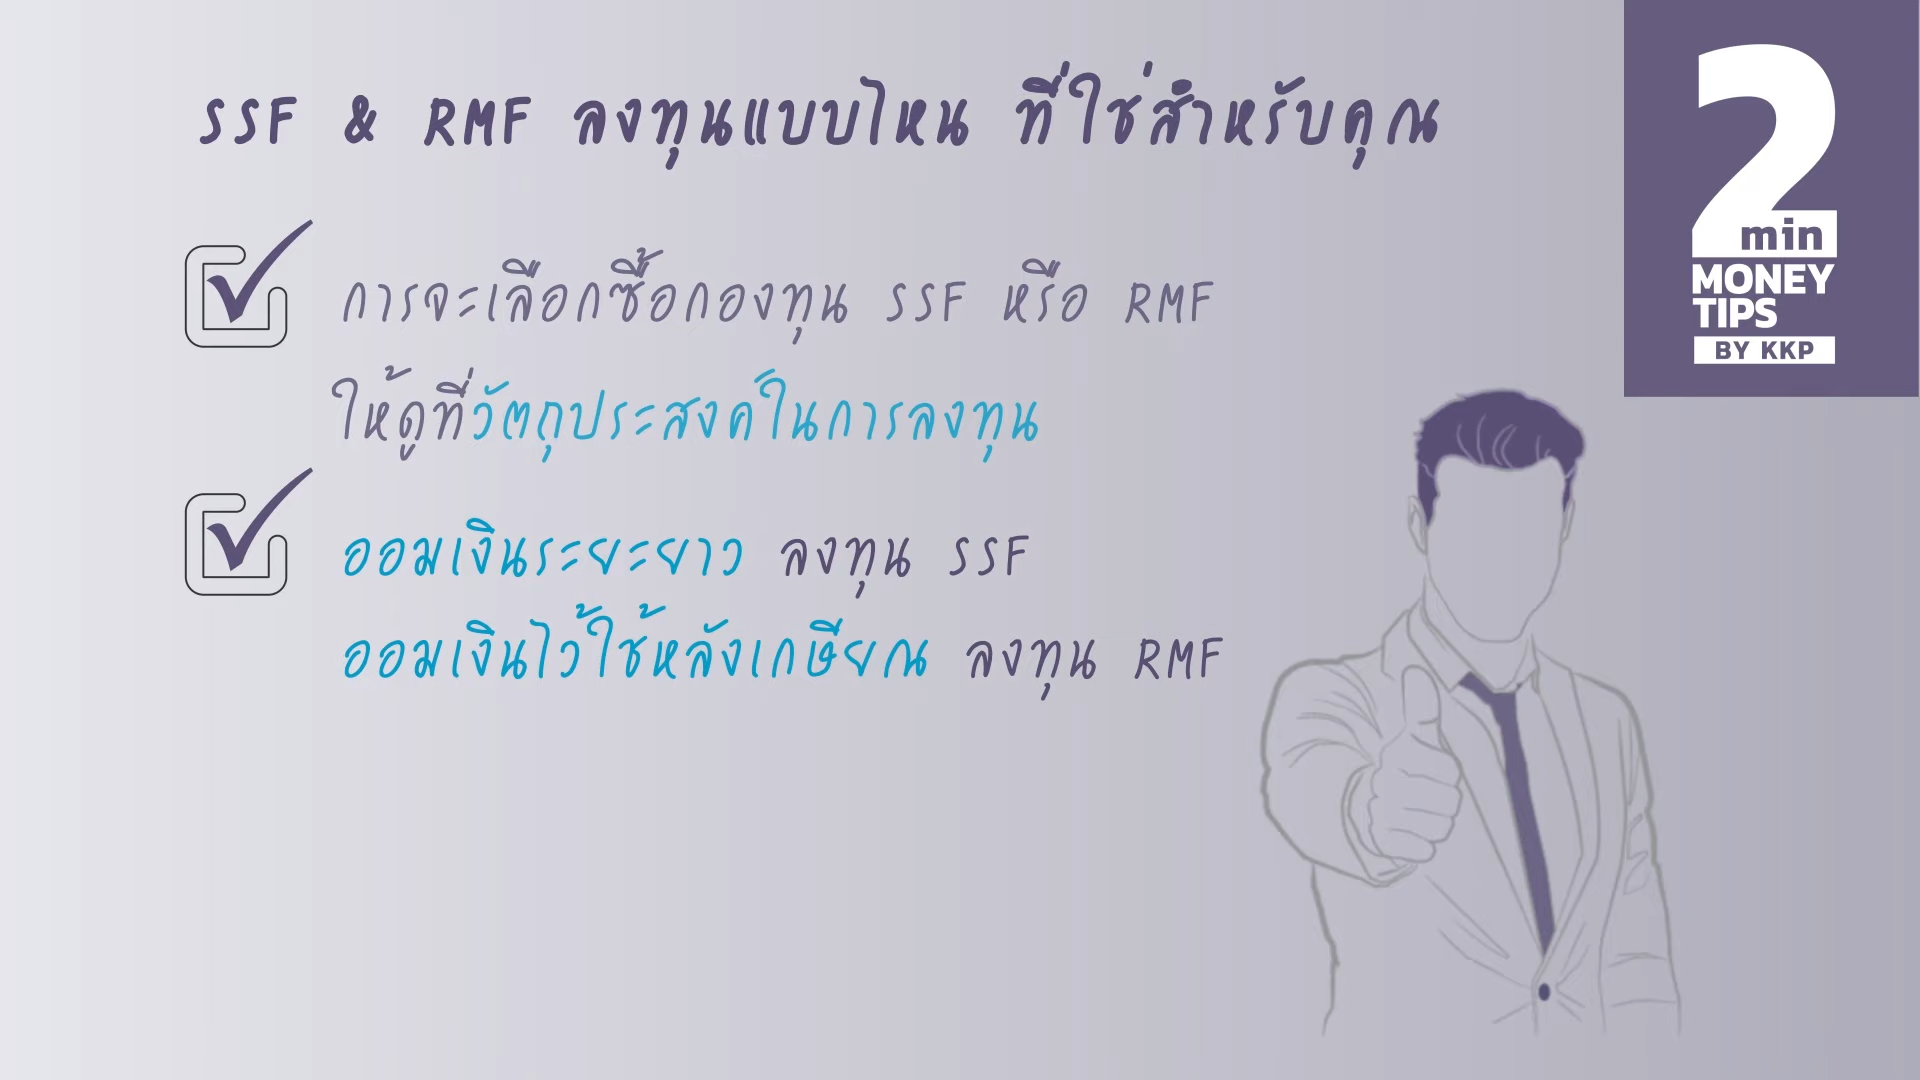 SSF & RMF ลงทุนแบบไหน ที่ใช่สำหรับคุณ
การจะเลือกซื้อกองทุน SSF หรือ RMF
ให้ดูที่วัตถุประสงค์ในการลงทุน
ออมเงินระยะยาว ลงทุน SSF
ออมเงินไว้ใช้หลังเกษียณ ลงทุน RMF
2
min
MONEY
TIPS
BY KKP